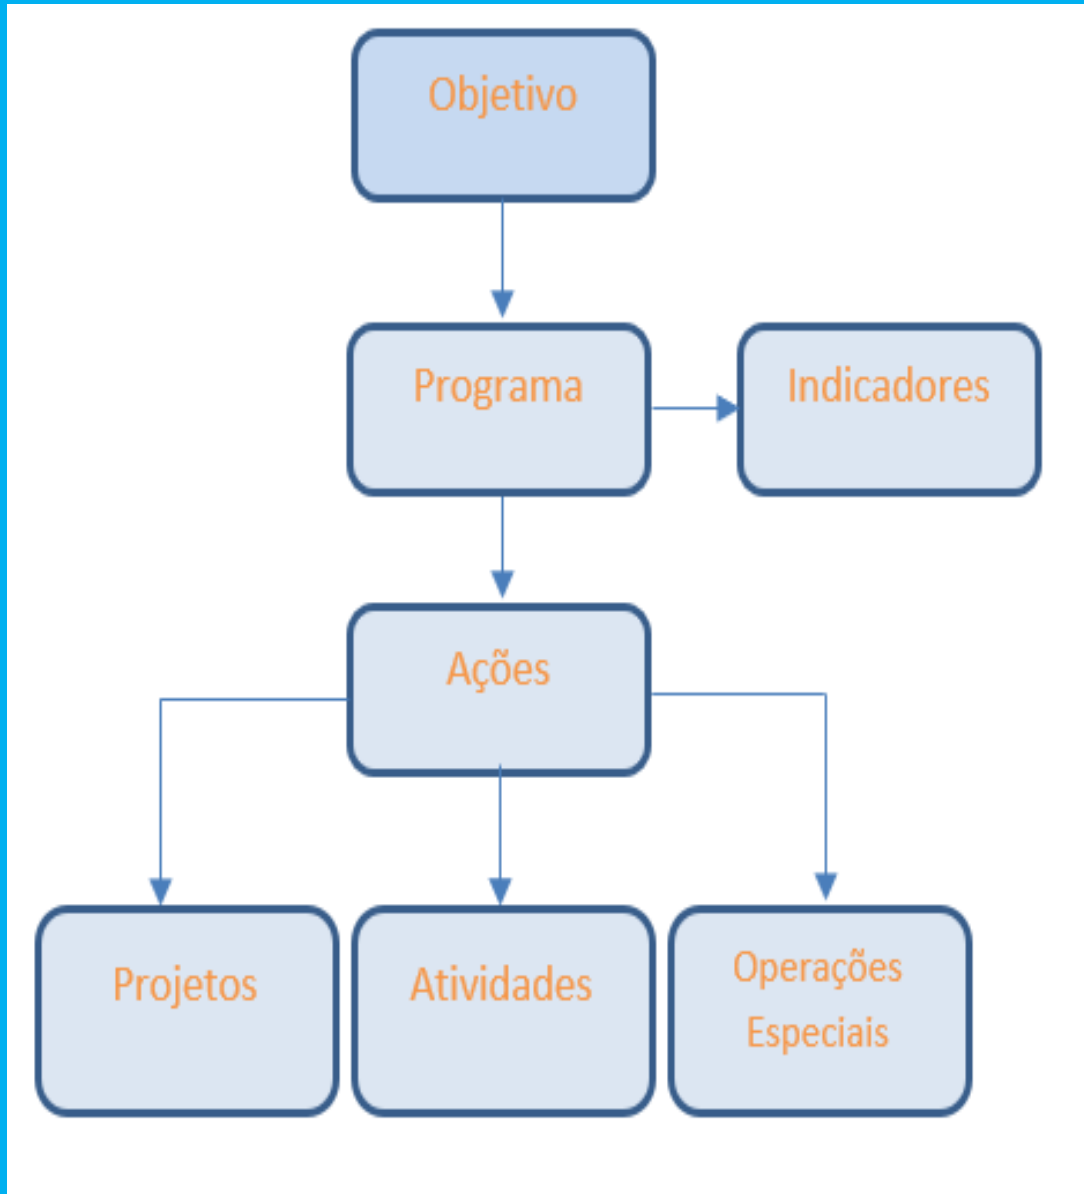 Objetivo
Programa
Indicadores
Ações
Projetos
Atividades
Operações
Especiais